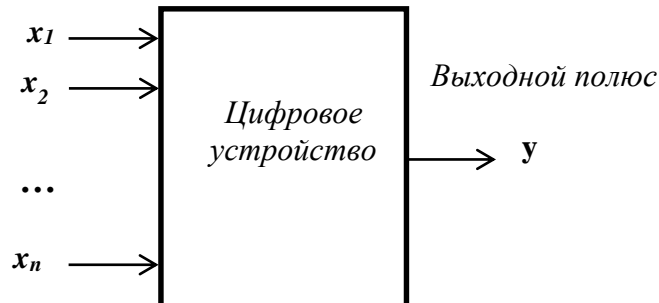 x1
x2
Выходной полюс
Цифровое
устройство
y
...
xn